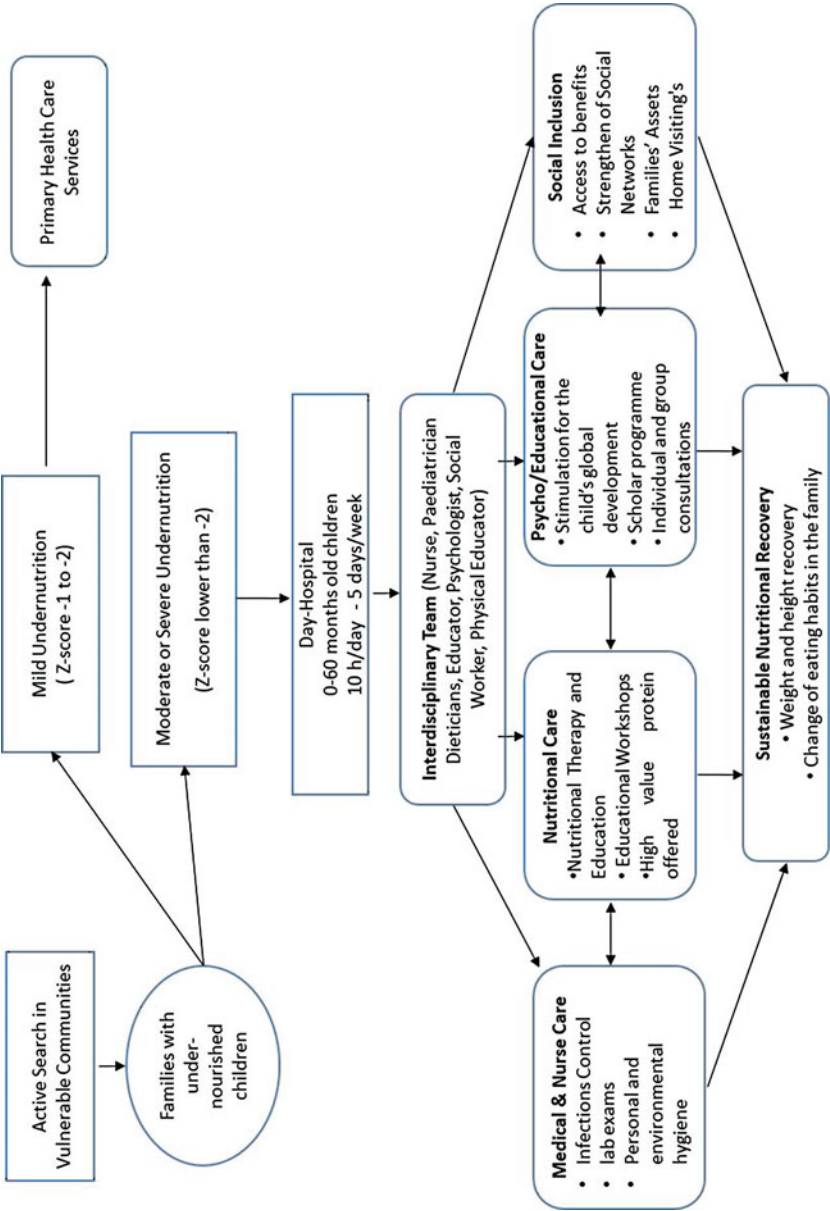 Active Search in
Vulnerable Communities
Families with
under-
nourished
children
Mild Undernutrition
( Z-score -1 to -2)
Primary Health Care
Services
Moderate or Severe Undernutrition
(Z-score lower than -2)
Day-Hospital
0-60 months old chldren
10 h/day - 5 days/week
Interdisciplinary Team (Nurse, Paediatrician
Dieticians, Educator, Psychologist, Social
Worker, Physical Educator)
Medical & Nurse Care
• Infections Control
• lab exams
• Personal and
environmental
hygiene
Nutritional Care
•Nutritional Therapy and
Education
• Educational Workshops
•High value protein
offered
Psycho/Educational Care
• Stimulation for the
child's global
development
• Scholar programme
• Individual and group
consultations
Social Inclusion
• Access to benefits
• Strengthen of Social
Networks
• Families' Assets
• Home Visiting's
Sustainable Nutritional Recovery
• Weight and height recovery
• Change of eating habits in the family